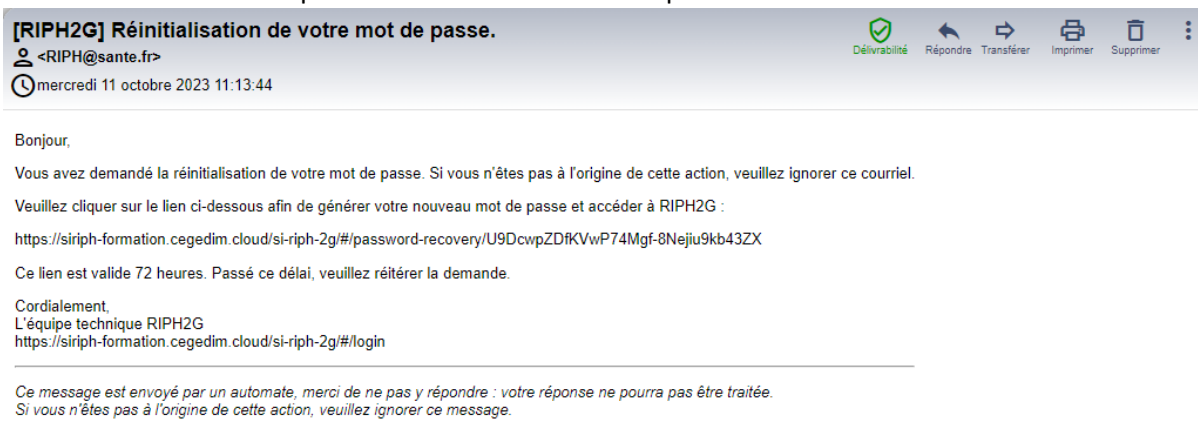 [RIPH2G] Réinitialisation de votre mot de passe.
<RIPH@sante.fr>
mercredi 11 octobre 2023 11:13:44
Délivrabilité Répondre Transférer Imprimer Supprimer
Bonjour,
Vous avez demandé la réinitialisation de votre mot de passe. Si vous n'êtes pas à l'origine de cette action, veuillez ignorer ce courriel.
Veuillez cliquer sur le lien ci-dessous afin de générer votre nouveau mot de passe et accéder à RIPH2G :
https://siriph-formation.cegedim.cloud/si-riph-2g/#/password-recovery/U9DcwpZDfKVwP74Mgf-8Nejiu9kb43ZX
Ce lien est valide 72 heures. Passé ce délai, veuillez réitérer la demande.
Cordialement,
L'équipe technique RIPH2G
https://siriph-formation.cegedim.cloud/si-riph-2g/#/login
Ce message est envoyé par un automate, merci de ne pas y répondre : votre réponse ne pourra pas être traitée.
Si vous n'êtes pas à l'origine de cette action, veuillez ignorer ce message.